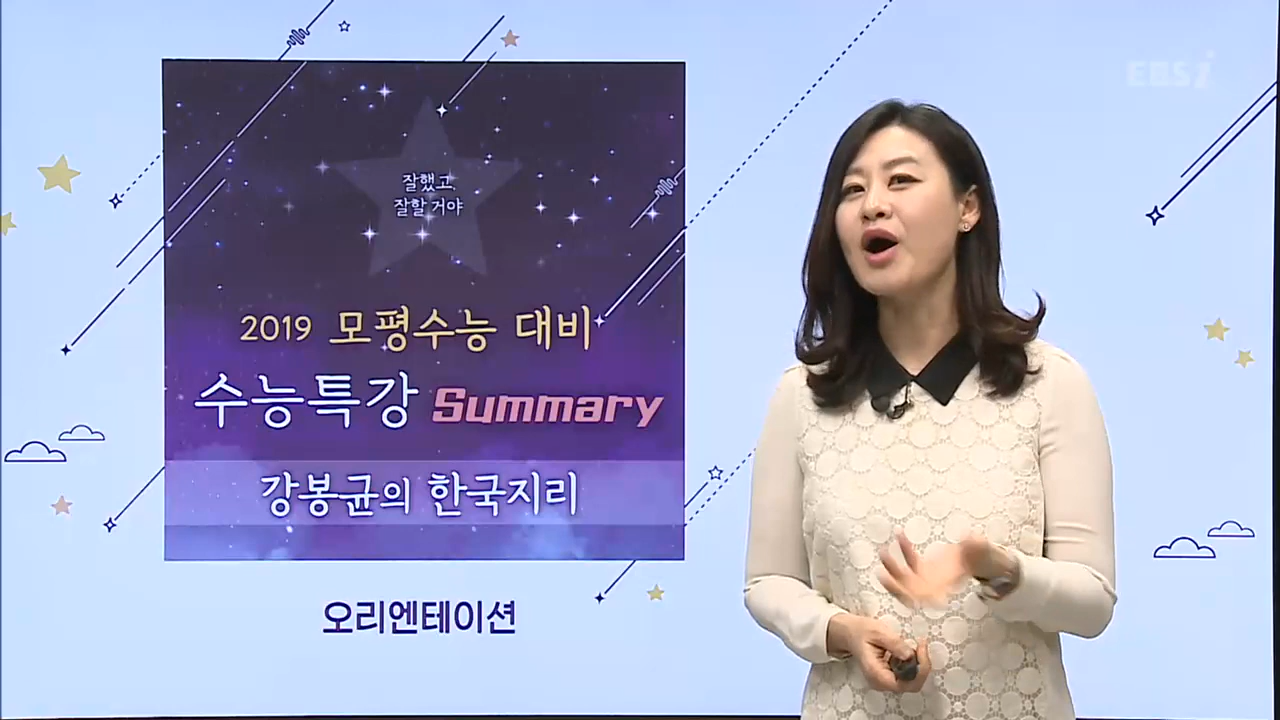 EBS i
잘했고
잘할 거야
2019 모평수능 대비
수능특강 Summary
강봉균의 한국지리
오리엔테이션